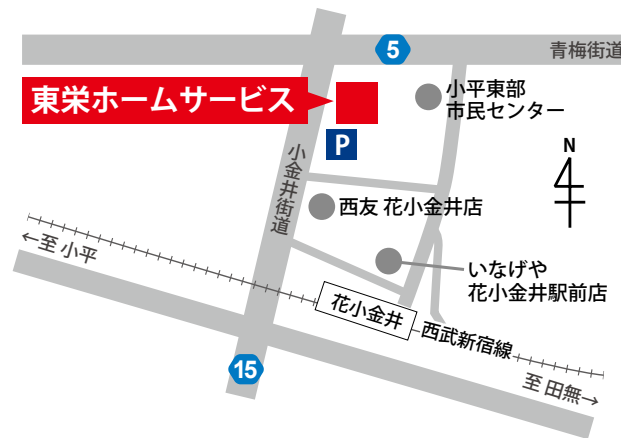 5
青梅街道
東栄ホームサービス
小平東部
市民センター
P
N
小金井街道
西友 花小金井店
←至 小平
いなげや
花小金井駅前店
花小金井
西武新宿線
15
至 田無→